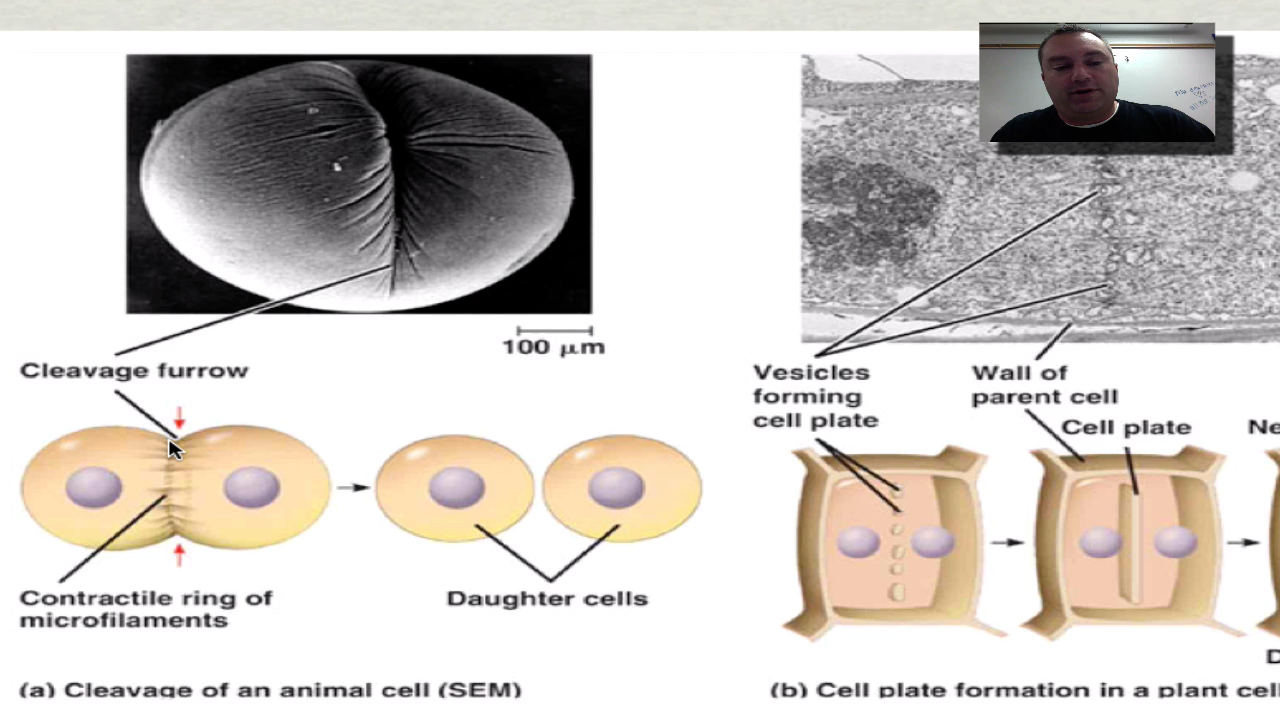 100 μm
Cleavage furrow
Contractile ring of
microfilaments
Daughter cells
(a) Cleavage of an animal cell (SEM)
Vesicles
forming
cell plate
Wall of
parent cell
Cell plate
Ne
D
(b) Cell plate formation in a plant cell